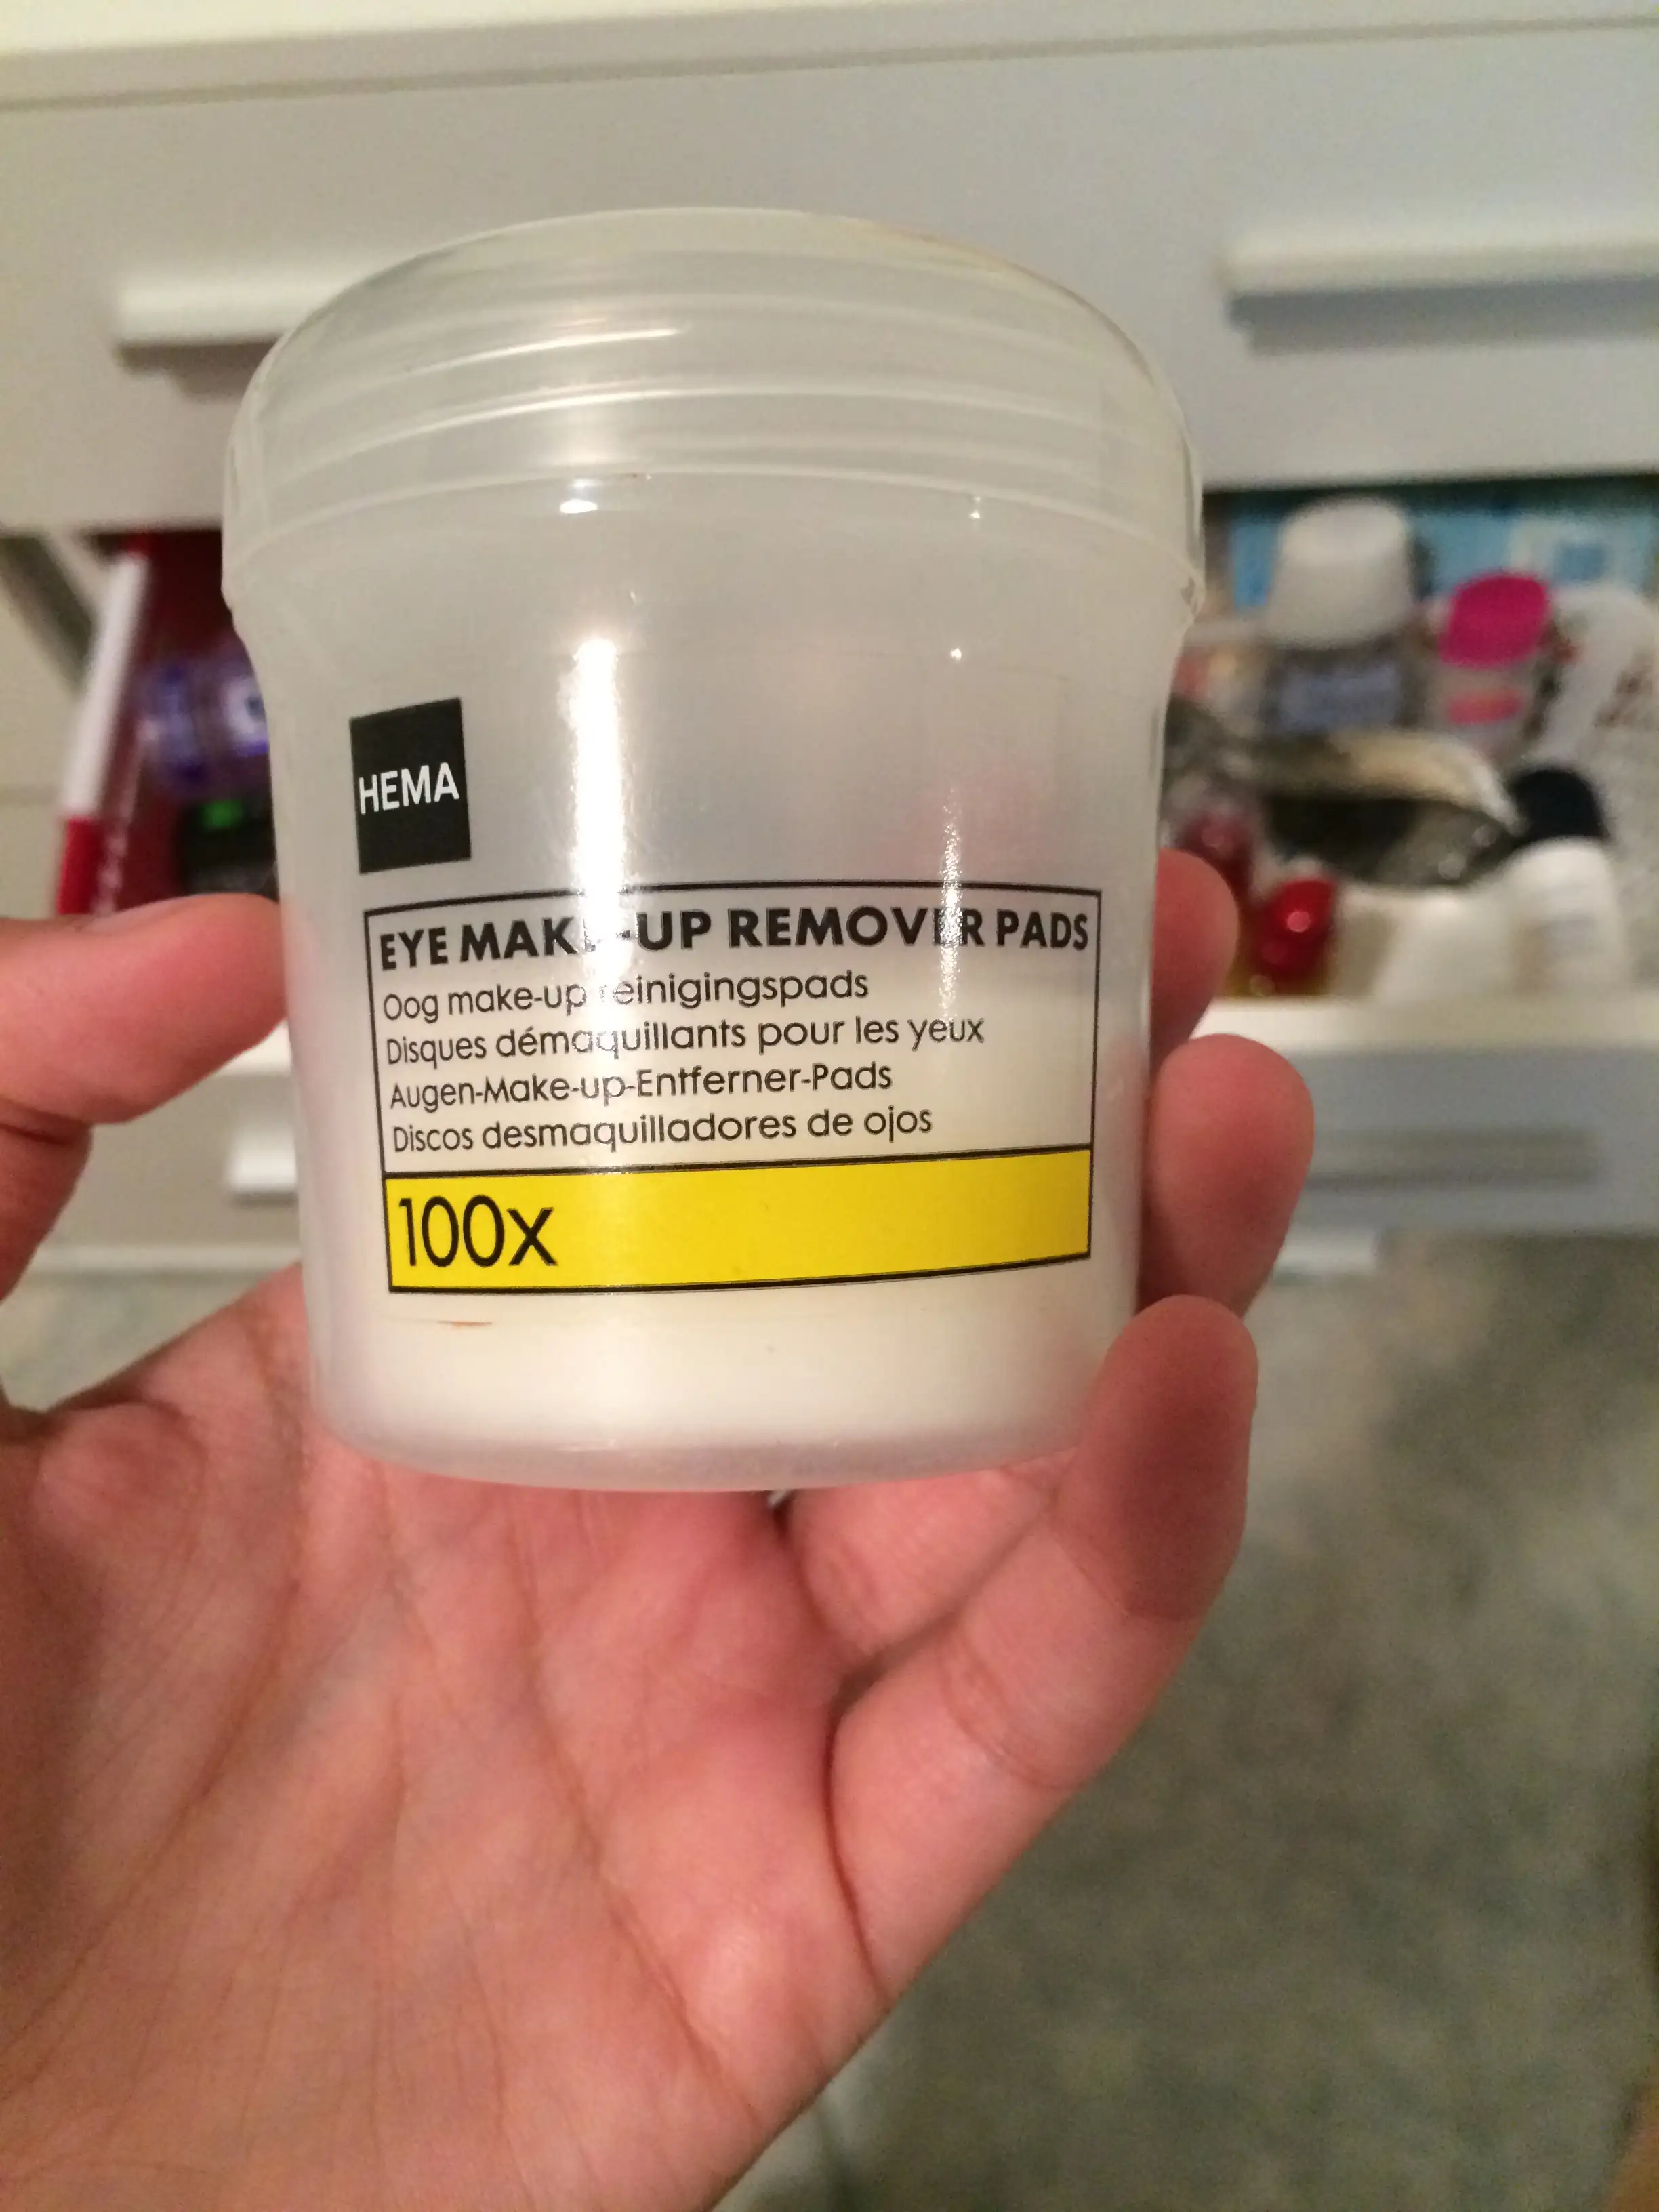 HEMA
EYE MAKE-UP REMOVER PADS
Oog make-up reinigingspads
Disques démaquillants pour les yeux
Augen-Make-up-Entferner-Pads
Discos desmaquilladores de ojos
100x